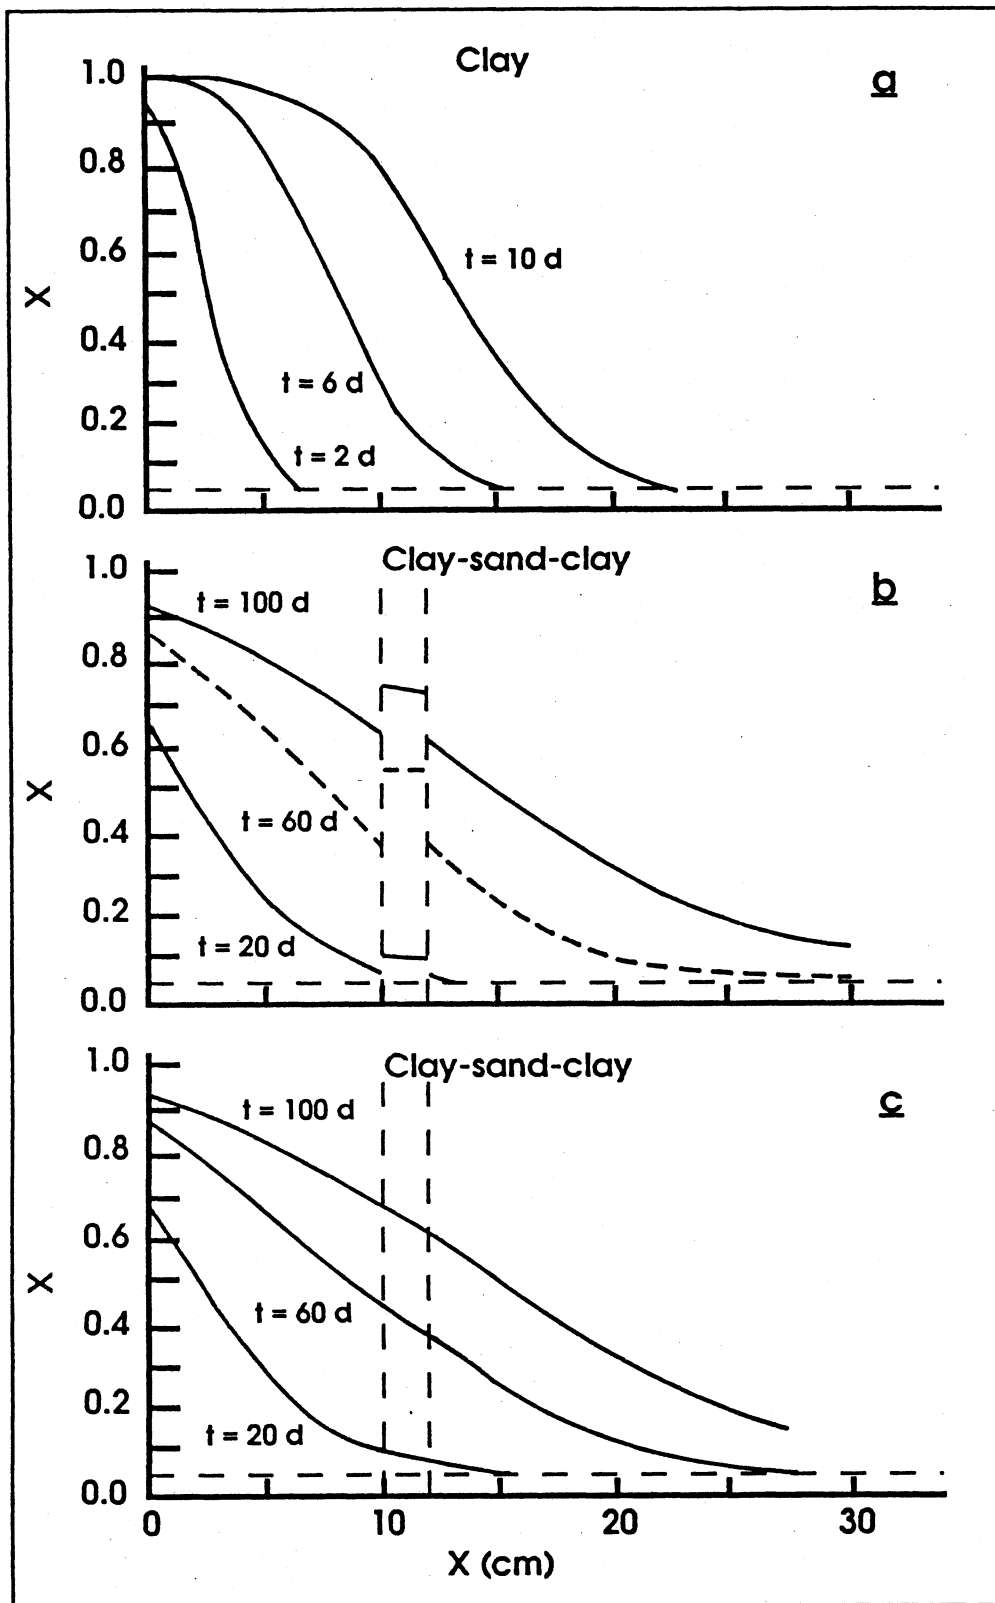 Clay
a
1.0
0.8
0.6
0.4
0.2
0.0
X
t = 10 d
t = 6 d
t = 2 d
Clay-sand-clay
b
1.0
0.8
0.6
0.4
0.2
0.0
X
t = 100 d
t = 60 d
t = 20 d
Clay-sand-clay
c
1.0
0.8
0.6
0.4
0.2
0.0
X
t = 100 d
t = 60 d
t = 20 d
0 10 20 30
X (cm)